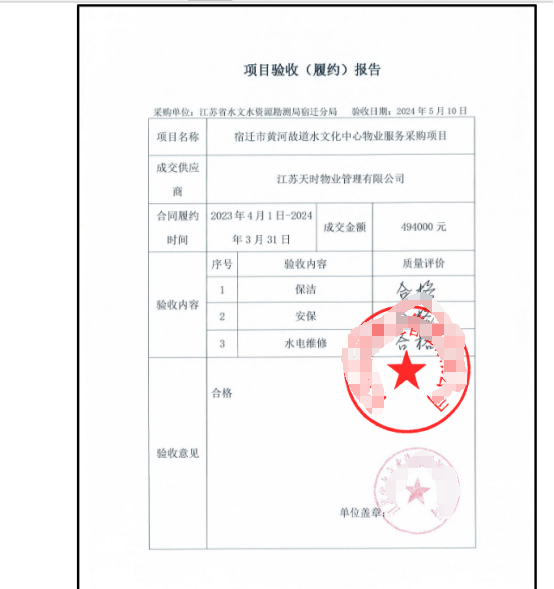 项目验收（履约）报告
采购单位：江苏省水文水资源勘测局宿迁分局 验收日期：2024年5月10日
项目名称 宿迁市黄河故道水文化中心物业服务采购项目
成交供应商 江苏天时物业管理有限公司
合同履约时间 2023年4月1日-2024年3月31日 成交金额 494000元
验收内容 序号 验收内容 质量评价
1 保洁 合格
2 安保
3 水电维修 合格
验收意见 合格
单位盖章：